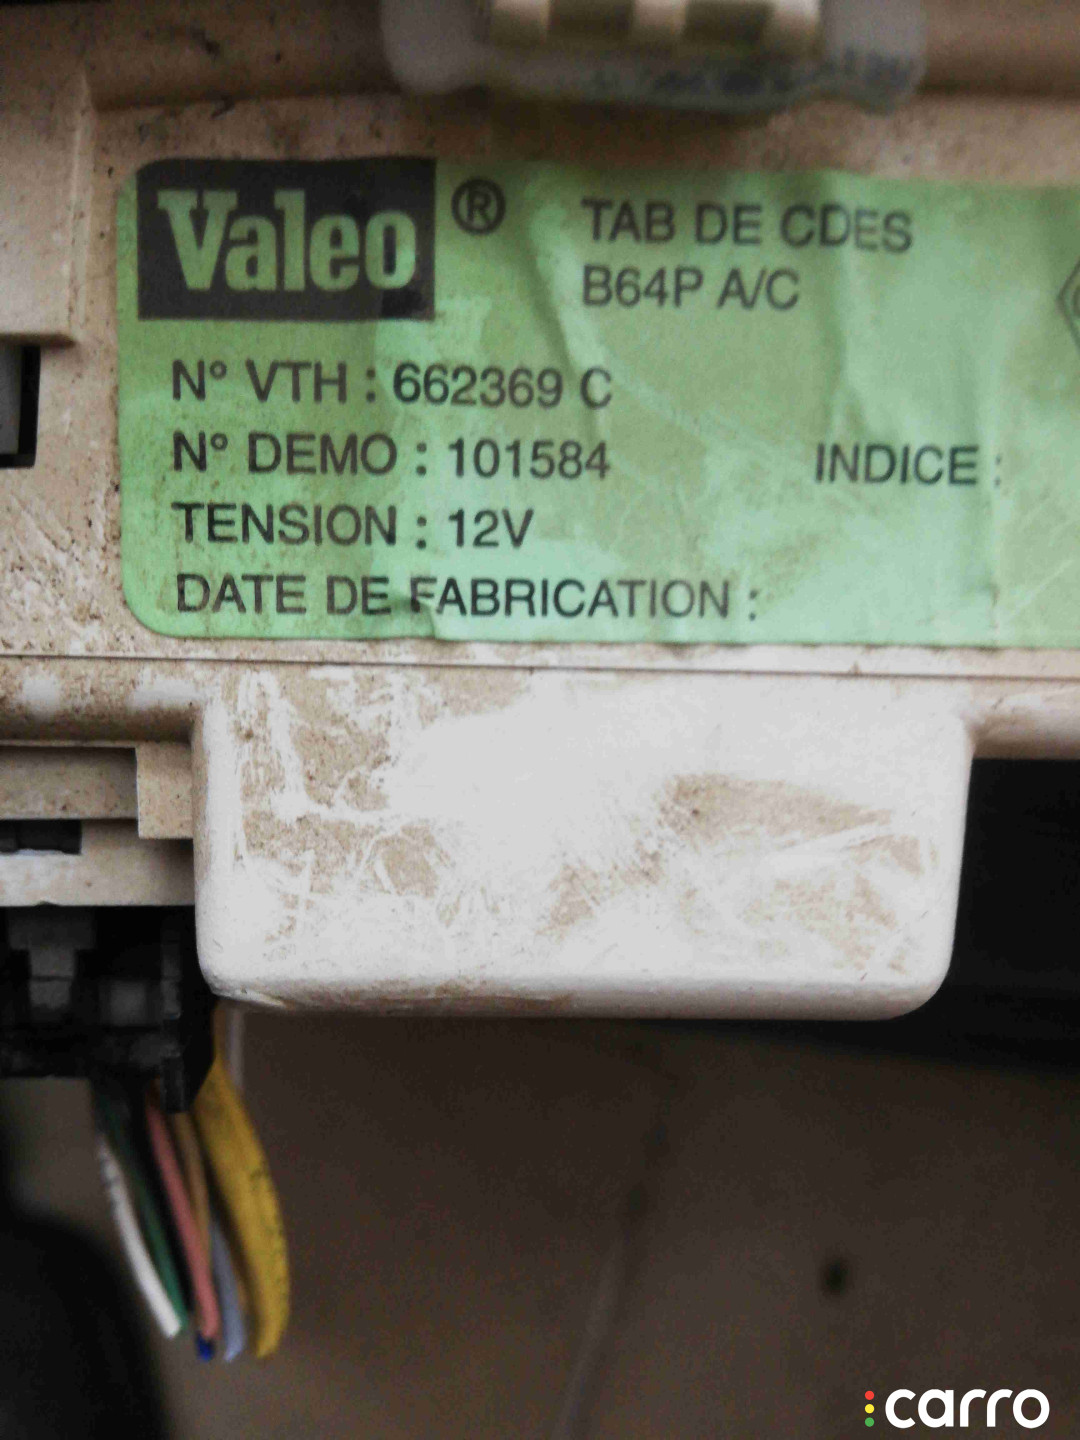 Valeo ®
TAB DE CDES
B64P A/C
N° VTH : 662369 C
N° DEMO : 101584
INDICE :
TENSION : 12V
DATE DE FABRICATION :
carro